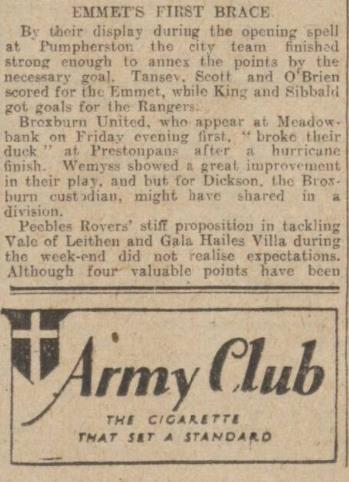 EMMET'S FIRST BRACE
By their display during the opening spell
at Pumpherston the city team finished
strong enough to annex the points by the
necessary goal. Tansey, Scott and O'Brien
scored for the Emmet, while King and Sibbald
got goals for the Rangers.
Broxburn United, who appear at Meadow-
bank on Friday evening first, "broke their
duck" at Prestonpans after a hurricane
finish. Wemyss showed a great improvement
in their play, and but for Dickson, the Brox-
burn custodian, might have shared in a
division.
Peebles Rovers' stiff proposition in tackling
Vale of Leithen and Gala Hailes Villa during
the week-end did not realise expectations.
Although four valuable points have been
Army Club
THE CIGARETTE
THAT SET A STANDARD